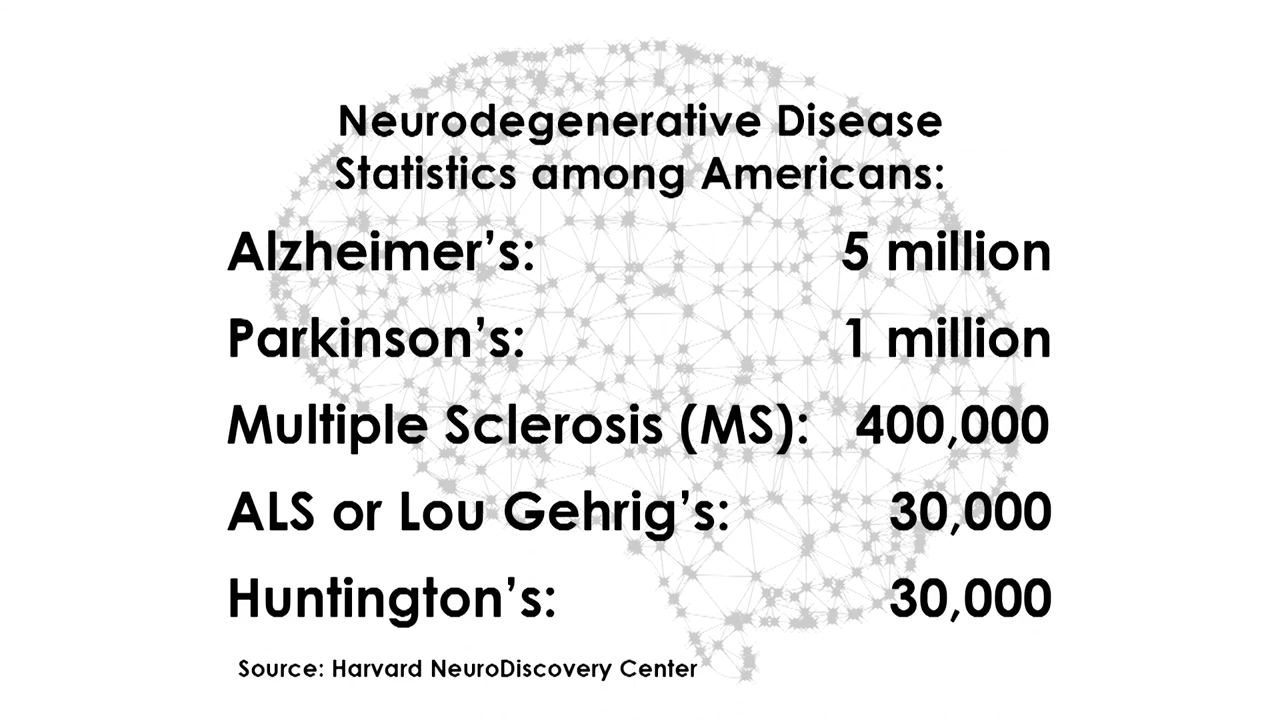 Neurodegenerative Disease
Statistics among Americans:
Alzheimer’s: 5 million
Parkinson’s: 1 million
Multiple Sclerosis (MS): 400,000
ALS or Lou Gehrig’s: 30,000
Huntington’s: 30,000
Source: Harvard NeuroDiscovery Center